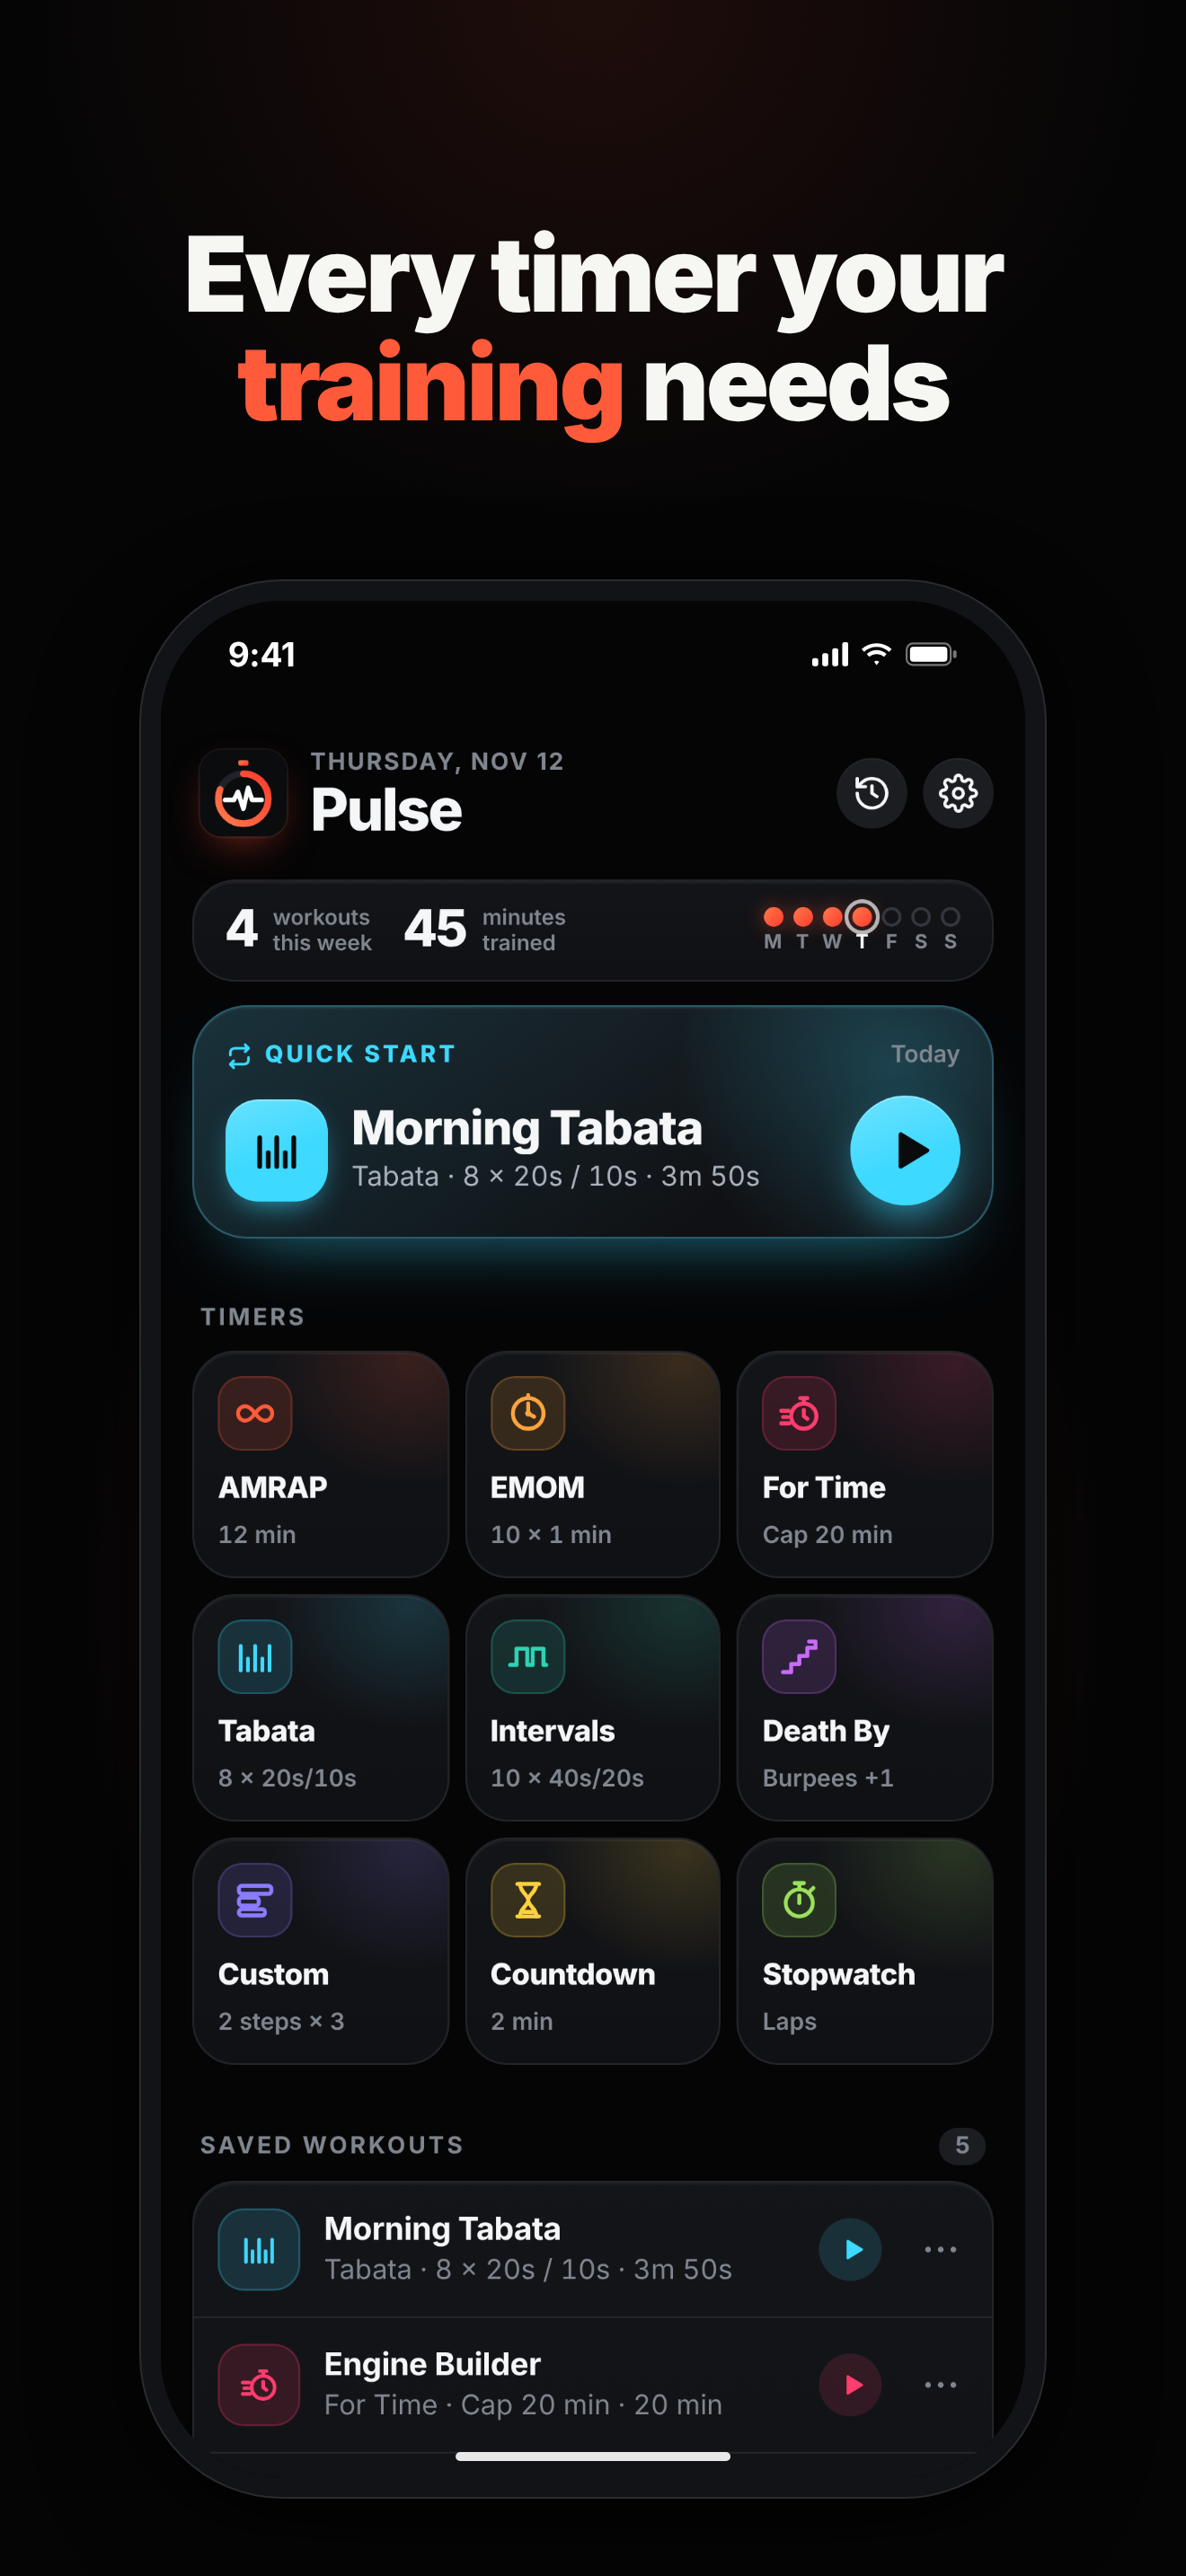 Every timer your
training needs
9:41
THURSDAY, NOV 12
Pulse
4 workouts this week 45 minutes trained
M T W T F S S
QUICK START Today
Morning Tabata
Tabata · 8 × 20s / 10s · 3m 50s
TIMERS
AMRAP
12 min
EMOM
10 × 1 min
For Time
Cap 20 min
Tabata
8 × 20s/10s
Intervals
10 × 40s/20s
Death By
Burpees +1
Custom
2 steps × 3
Countdown
2 min
Stopwatch
Laps
SAVED WORKOUTS 5
Morning Tabata
Tabata · 8 × 20s / 10s · 3m 50s
Engine Builder
For Time · Cap 20 min · 20 min